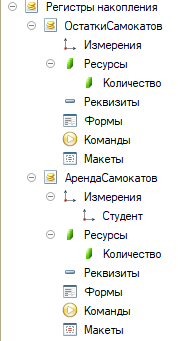 Регистры накопления
ОстаткиСамокатов
Измерения
Ресурсы
Количество
Реквизиты
Формы
Команды
Макеты
АрендаСамокатов
Измерения
Студент
Ресурсы
Количество
Реквизиты
Формы
Команды
Макеты